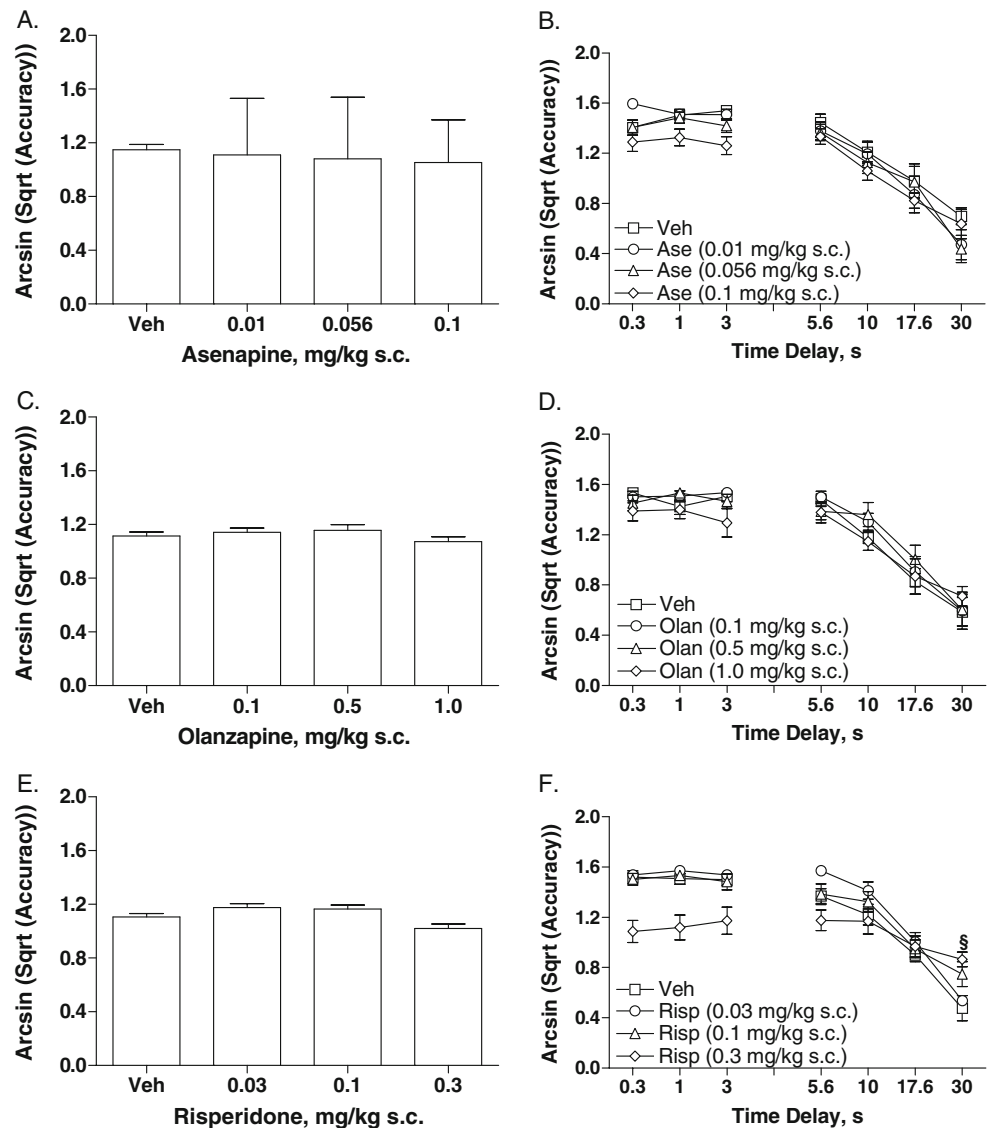 A.
2.0
1.6
1.2
0.8
0.4
0.0
Arcsin (Sqrt (Accuracy))
Veh 0.01 0.056 0.1
Asenapine, mg/kg s.c.
B.
2.0
1.6
1.2
0.8
0.4
0.0
Arcsin (Sqrt (Accuracy))
Veh
Ase (0.01 mg/kg s.c.)
Ase (0.056 mg/kg s.c.)
Ase (0.1 mg/kg s.c.)
0.3 1 3 5.6 10 17.6 30
Time Delay, s
C.
2.0
1.6
1.2
0.8
0.4
0.0
Arcsin (Sqrt (Accuracy))
Veh 0.1 0.5 1.0
Olanzapine, mg/kg s.c.
D.
2.0
1.6
1.2
0.8
0.4
0.0
Arcsin (Sqrt (Accuracy))
Veh
Olan (0.1 mg/kg s.c.)
Olan (0.5 mg/kg s.c.)
Olan (1.0 mg/kg s.c.)
0.3 1 3 5.6 10 17.6 30
Time Delay, s
E.
2.0
1.6
1.2
0.8
0.4
0.0
Arcsin (Sqrt (Accuracy))
Veh 0.03 0.1 0.3
Risperidone, mg/kg s.c.
F.
2.0
1.6
1.2
0.8
0.4
0.0
Arcsin (Sqrt (Accuracy))
§
Veh
Risp (0.03 mg/kg s.c.)
Risp (0.1 mg/kg s.c.)
Risp (0.3 mg/kg s.c.)
0.3 1 3 5.6 10 17.6 30
Time Delay, s